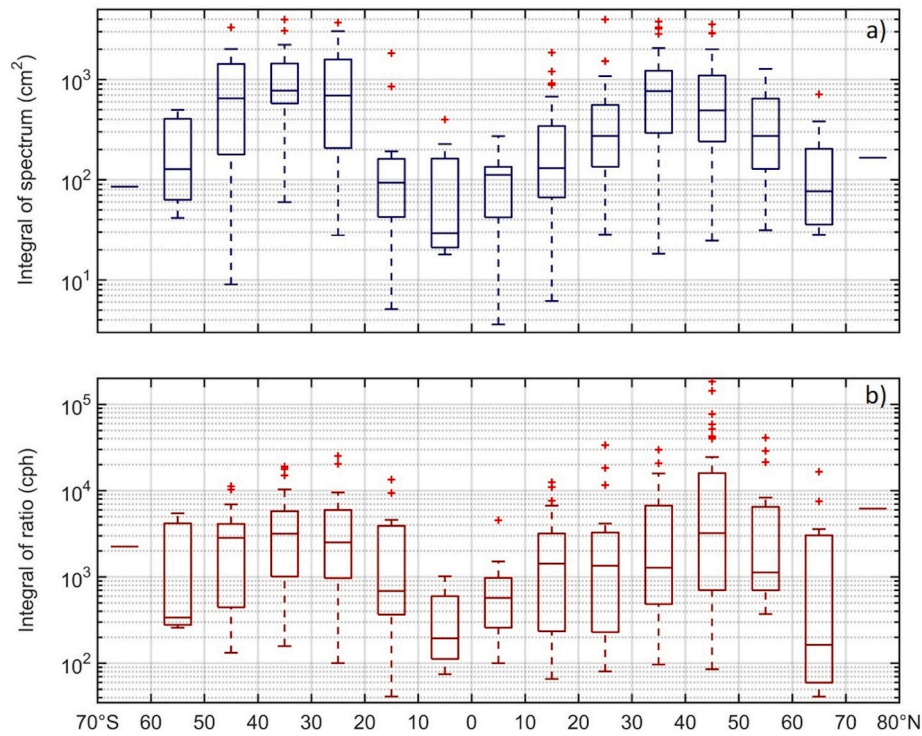 a)
Integral of spectrum (cm²)
10³
10²
10¹
b)
Integral of ratio (cph)
10⁵
10⁴
10³
10²
70°S 60 50 40 30 20 10 0 10 20 30 40 50 60 70 80°N